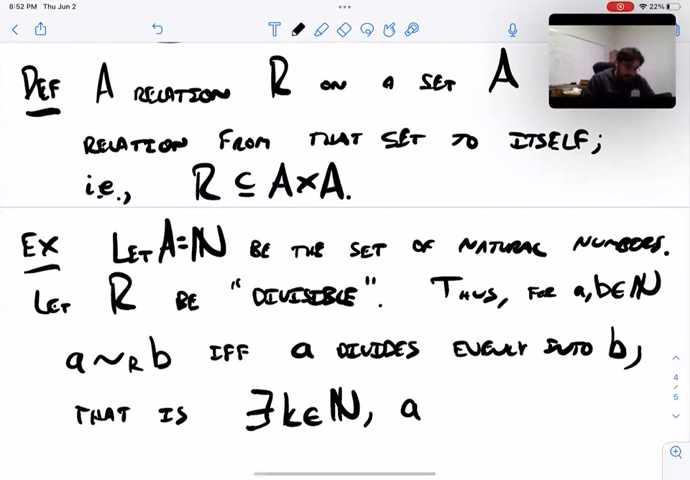 8:52 PM Thu Jun 2
22%
DEF A RELATION R ON A SET A
RELATION FROM THAT SET TO ITSELF;
i.e., R ⊆ A×A.
EX LET A=ℕ BE THE SET OF NATURAL NUMBERS.
LET R BE "DIVISIBLE". THUS, FOR a,b∈ℕ
a ~R b IFF a DIVIDES EVENLY INTO b;
THAT IS ∃k∈ℕ, a
4
/
5